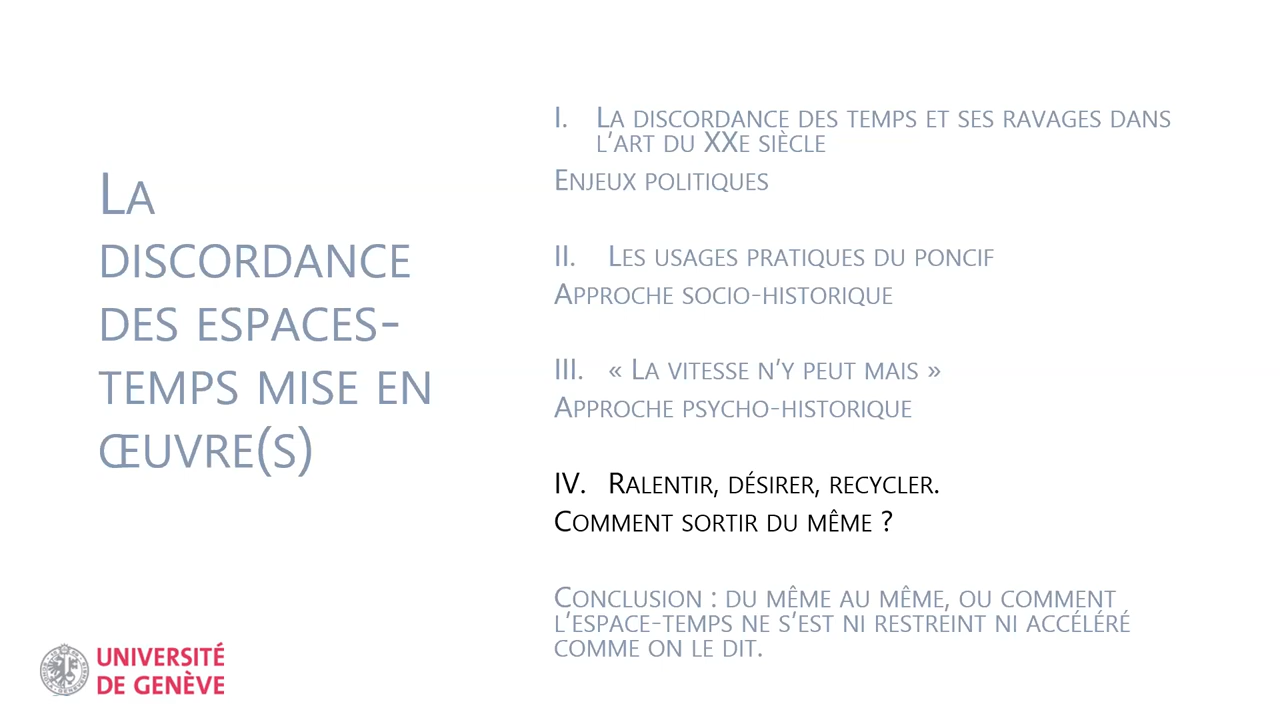 La
discordance
des espaces-
temps mise en
œuvre(s)
I. La discordance des temps et ses ravages dans
l’art du XXe siècle
Enjeux politiques
II. Les usages pratiques du poncif
Approche socio-historique
III. « La vitesse n’y peut mais »
Approche psycho-historique
IV. Ralentir, désirer, recycler.
Comment sortir du même ?
Conclusion : du même au même, ou comment
l’espace-temps ne s’est ni restreint ni accéléré
comme on le dit.
UNIVERSITÉ
DE GENÈVE